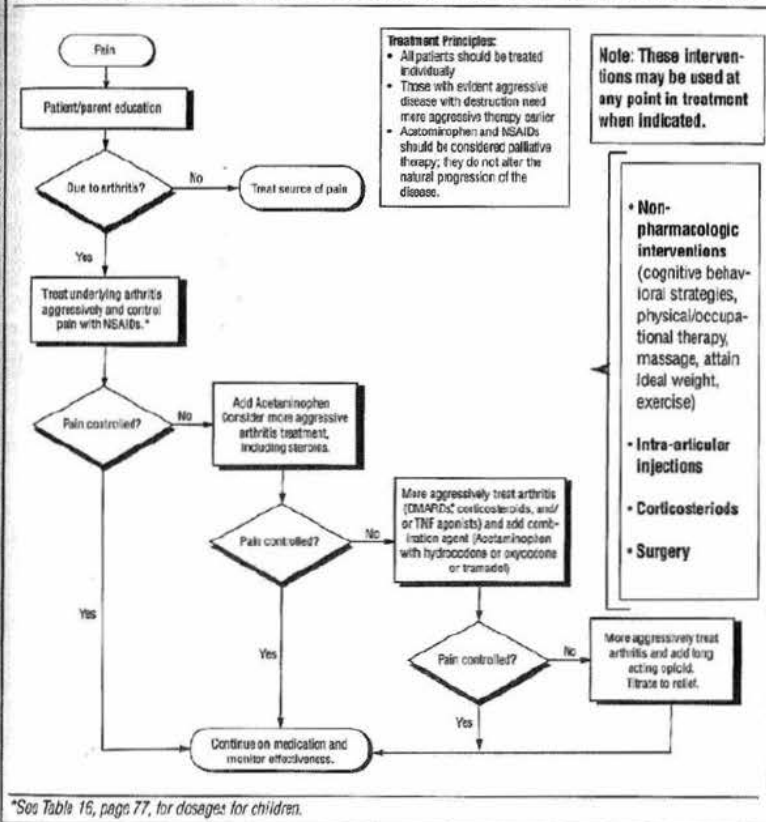 Pain
Patient/parent education
Due to arthritis?
No
Treat source of pain
Yes
Treat underlying arthritis
aggressively and control
pain with NSAIDs.*
Pain controlled?
No
Add Acetaminophen
Consider more aggressive
arthritis treatment,
including steroids.
Pain controlled?
No
More aggressively treat arthritis
(DMARDs,* corticosteroids, and/
or TNF agonists) and add comb-
ination agent (Acetaminophen
with hydrocodone or oxycodone
or tramadol)
Yes
Yes
Pain controlled?
No
More aggressively treat
arthritis and add long
acting opioid.
Titrate to relief.
Yes
Continue on medication and
monitor effectiveness.
Treatment Principles:
• All patients should be treated
individually
• Those with evident aggressive
disease with destruction need
more aggressive therapy earlier
• Acetominophen and NSAIDs
should be considered palliative
therapy; they do not alter the
natural progression of the
disease.
Note: These interven-
tions may be used at
any point in treatment
when indicated.
• Non-
pharmacologic
interventions
(cognitive behav-
ioral strategies,
physical/occupa-
tional therapy,
massage, attain
ideal weight,
exercise)
• Intra-articular
injections
• Corticosteriods
• Surgery
*See Table 16, page 77, for dosages for children.